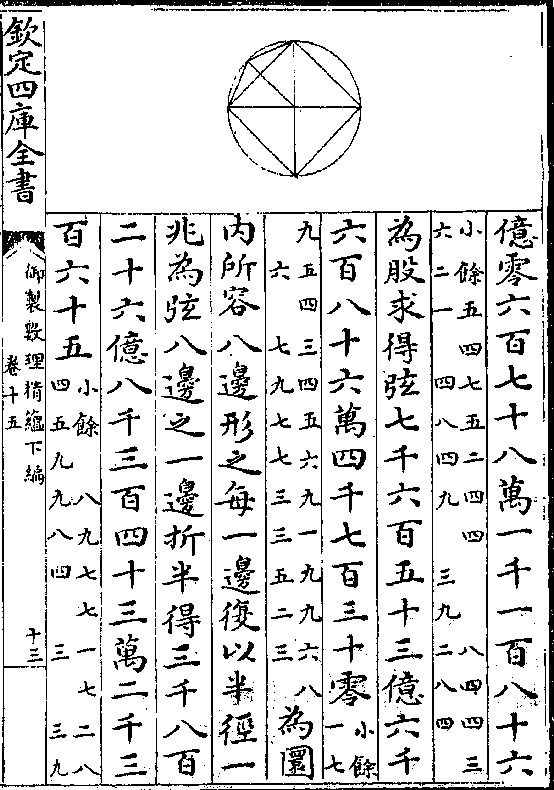 億零六百七十八萬一千一百八十六
小餘五四七五二四四 八四四三
六二一 四八四九 三九二八四
為股求得弦七千六百五十三億六千
六百八十六萬四千七百三十零小餘
一七
九五四三四五六九一九九六八
六 七九七七三三五二三
為圜
內所容八邊形之每一邊復以半徑一
兆為弦八邊之一邊折半得三千八百
二十六億八千三百四十三萬二千三
百六十五小餘 八九七七一七二八
四五九九八四 三 三九
欽定四庫全書
御製數理精蘊下編
卷十五
十三